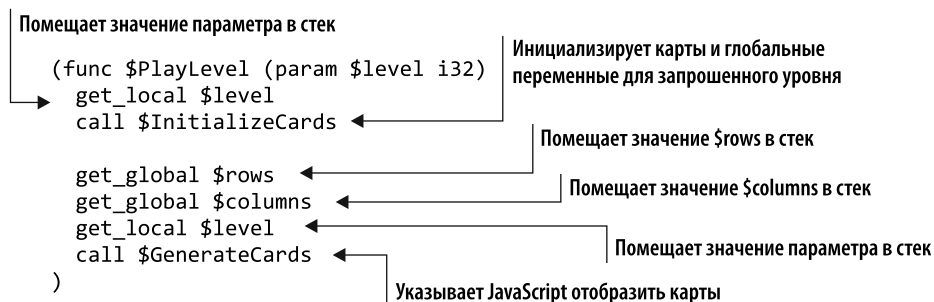 Помещает значение параметра в стек
Инициализирует карты и глобальные
переменные для запрошенного уровня
(func $PlayLevel (param $level i32)
get_local $level
call $InitializeCards
Помещает значение $rows в стек
get_global $rows
Помещает значение $columns в стек
get_global $columns
get_local $level
Помещает значение параметра в стек
call $GenerateCards
)
Указывает JavaScript отобразить карты